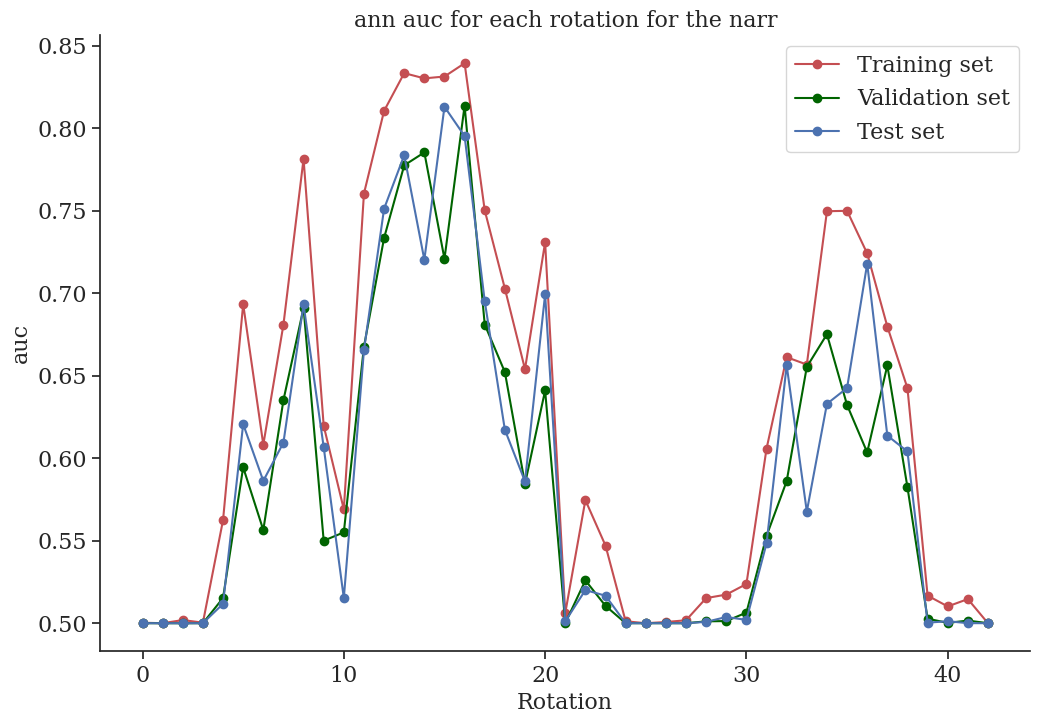 ann auc for each rotation for the narr
Training set
Validation set
Test set
0.85
0.80
0.75
0.70
0.65
0.60
0.55
0.50
auc
0 10 20 30 40
Rotation